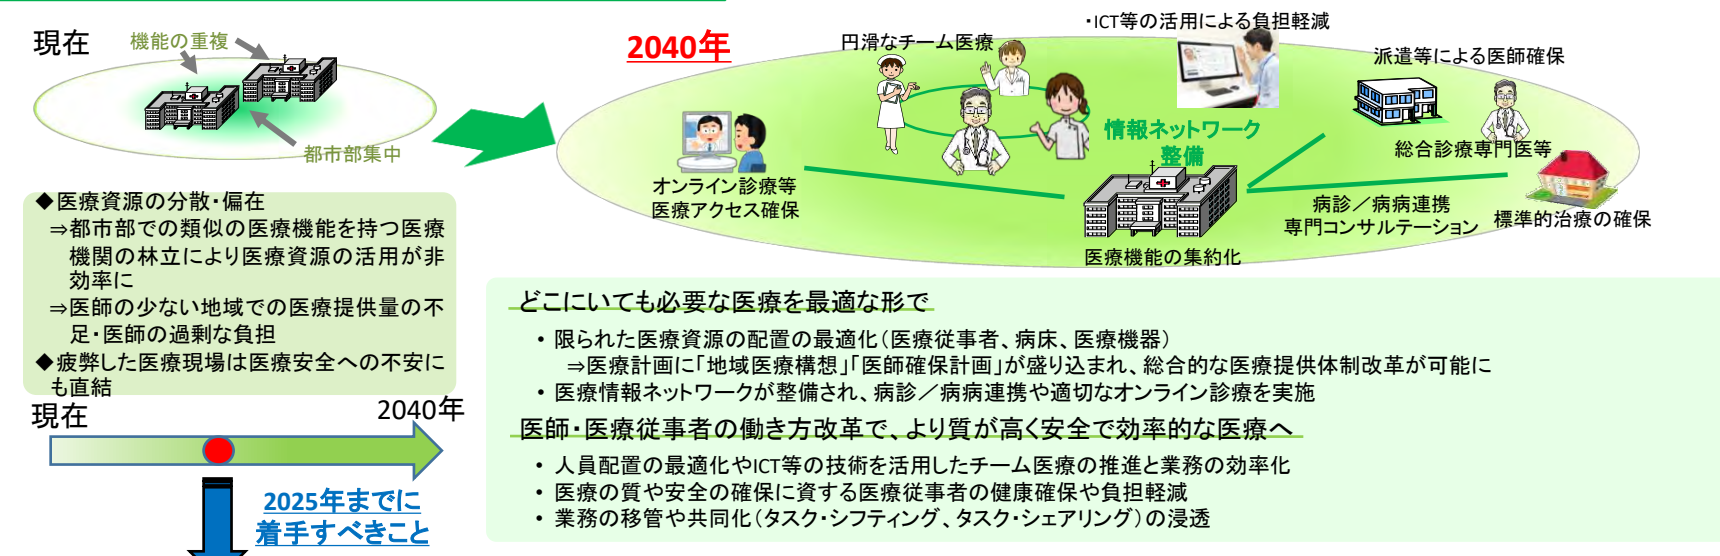 現在
機能の重複
都市部集中
2040年
円滑なチーム医療
・ICT等の活用による負担軽減
派遣等による医師確保
情報ネットワーク
整備
総合診療専門医等
オンライン診療等
医療アクセス確保
病診／病病連携
専門コンサルテーション
標準的治療の確保
医療機能の集約化
◆医療資源の分散・偏在
⇒都市部での類似の医療機能を持つ医療
機関の林立により医療資源の活用が非
効率に
⇒医師の少ない地域での医療提供量の不
足・医師の過剰な負担
◆疲弊した医療現場は医療安全への不安に
も直結
現在
2040年
2025年までに
着手すべきこと
どこにいても必要な医療を最適な形で
・ 限られた医療資源の配置の最適化（医療従事者、病床、医療機器）
⇒医療計画に「地域医療構想」「医師確保計画」が盛り込まれ、総合的な医療提供体制改革が可能に
・ 医療情報ネットワークが整備され、病診／病病連携や適切なオンライン診療を実施
医師・医療従事者の働き方改革で、より質が高く安全で効率的な医療へ
・ 人員配置の最適化やICT等の技術を活用したチーム医療の推進と業務の効率化
・ 医療の質や安全の確保に資する医療従事者の健康確保や負担軽減
・ 業務の移管や共同化（タスク・シフティング、タスク・シェアリング）の浸透